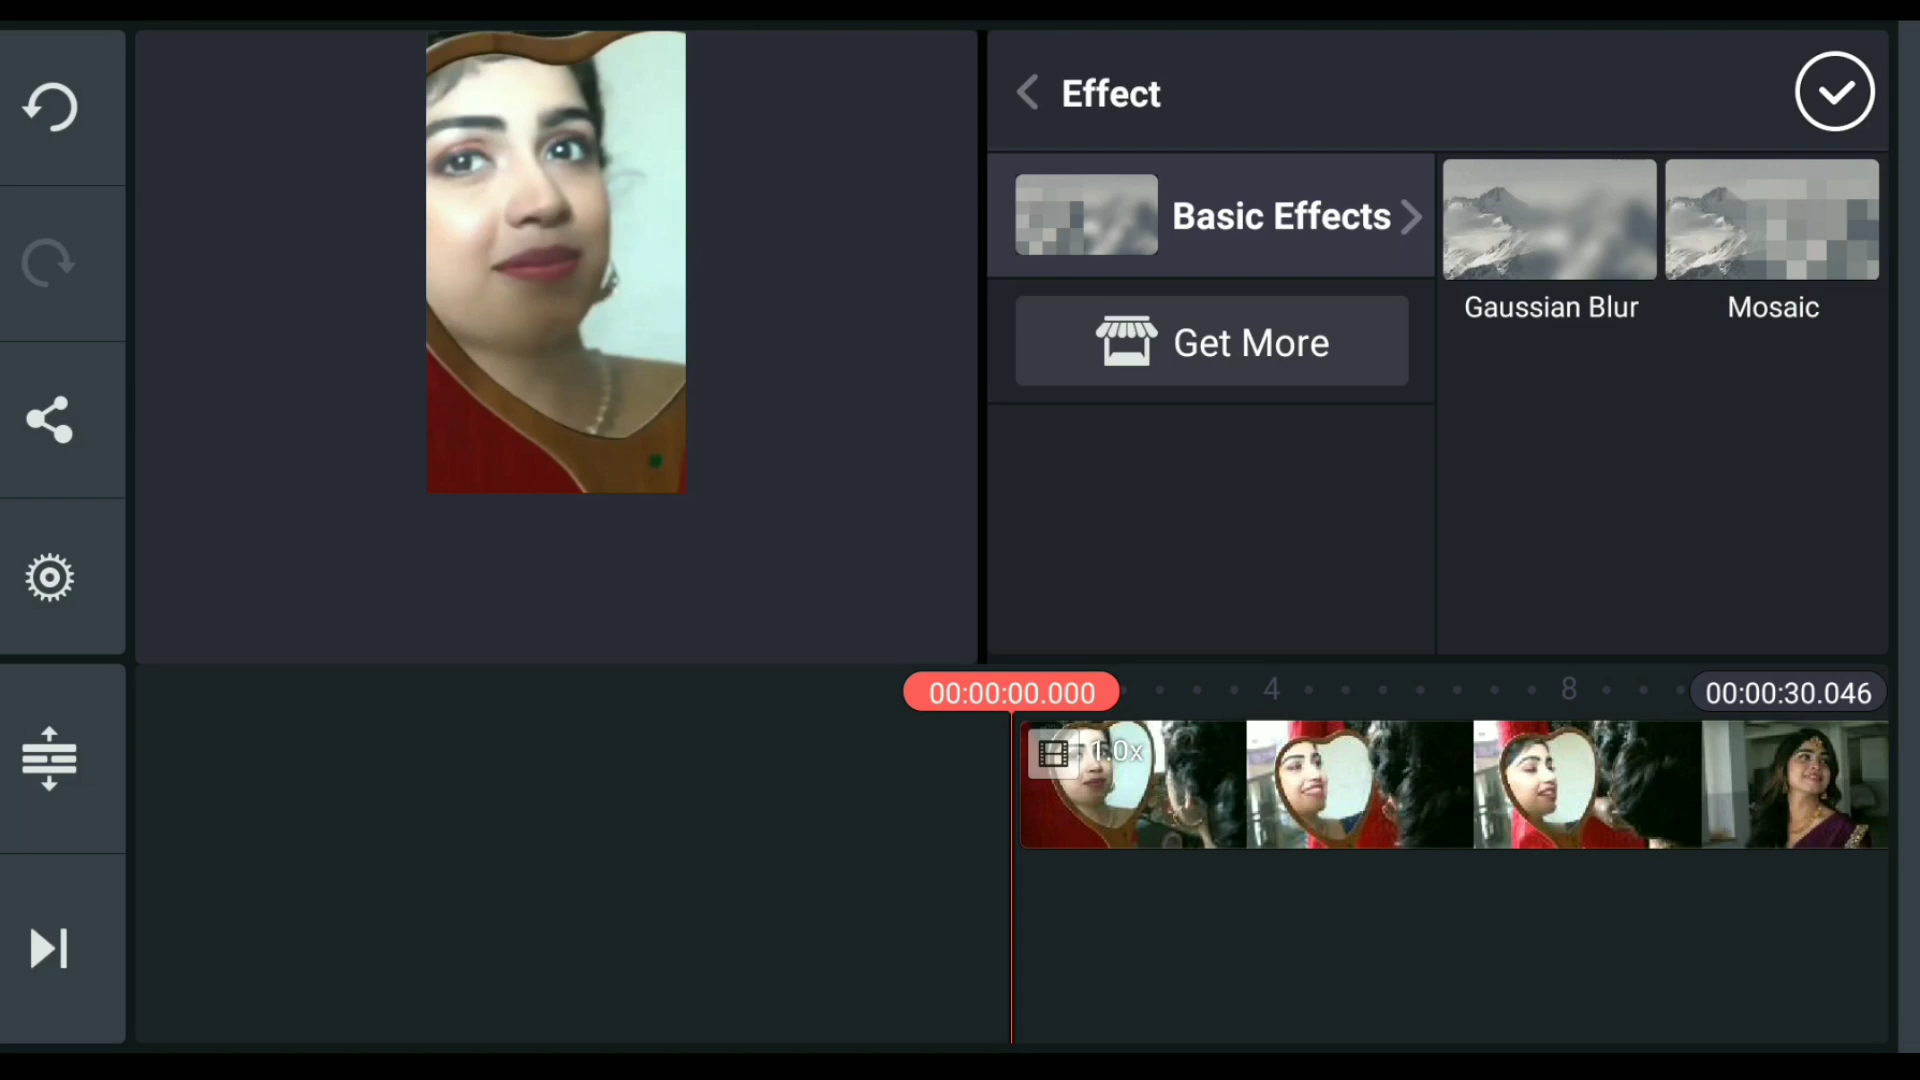 Effect
Basic Effects
Get More
Gaussian Blur
Mosaic
00:00:00.000
4
8
00:00:30.046
1.0x